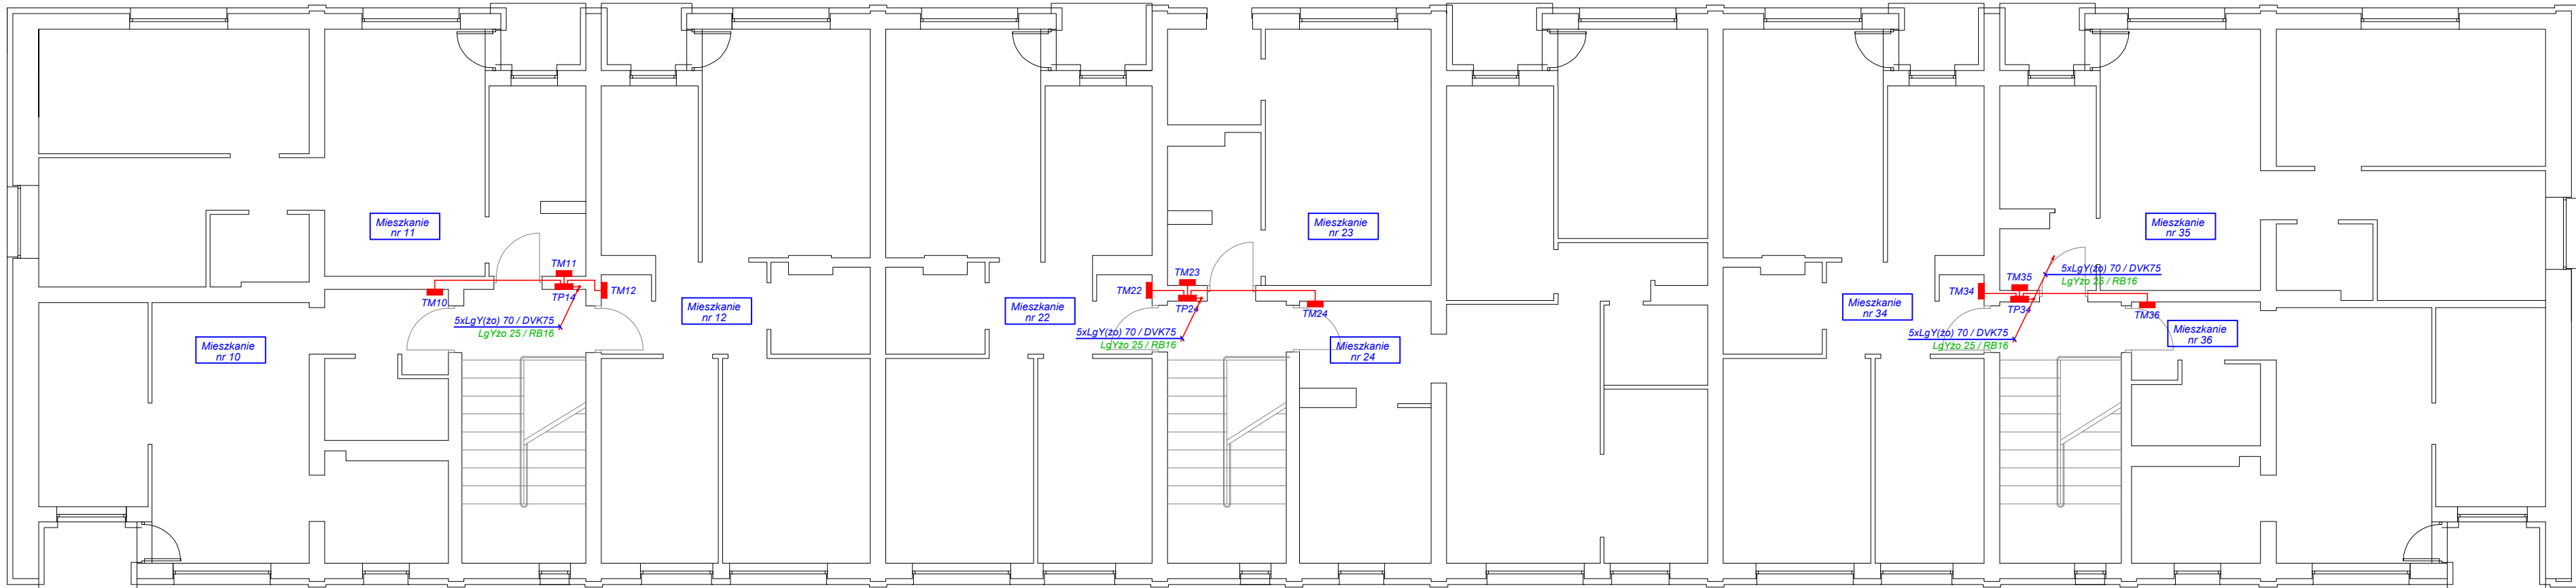 Mieszkanie
nr 11
TM11
TM10
TP14
TM12
5xLgY(żo) 70 / DVK75
LgYżo 25 / RB16
Mieszkanie
nr 10
Mieszkanie
nr 12
Mieszkanie
nr 22
TM22
TM23
TP24
TM24
5xLgY(żo) 70 / DVK75
LgYżo 25 / RB16
Mieszkanie
nr 23
Mieszkanie
nr 24
Mieszkanie
nr 34
TM34
TM35
TP34
TM36
5xLgY(żo) 70 / DVK75
LgYżo 25 / RB16
5xLgY(żo) 70 / DVK75
LgYżo 25 / RB16
Mieszkanie
nr 35
Mieszkanie
nr 36